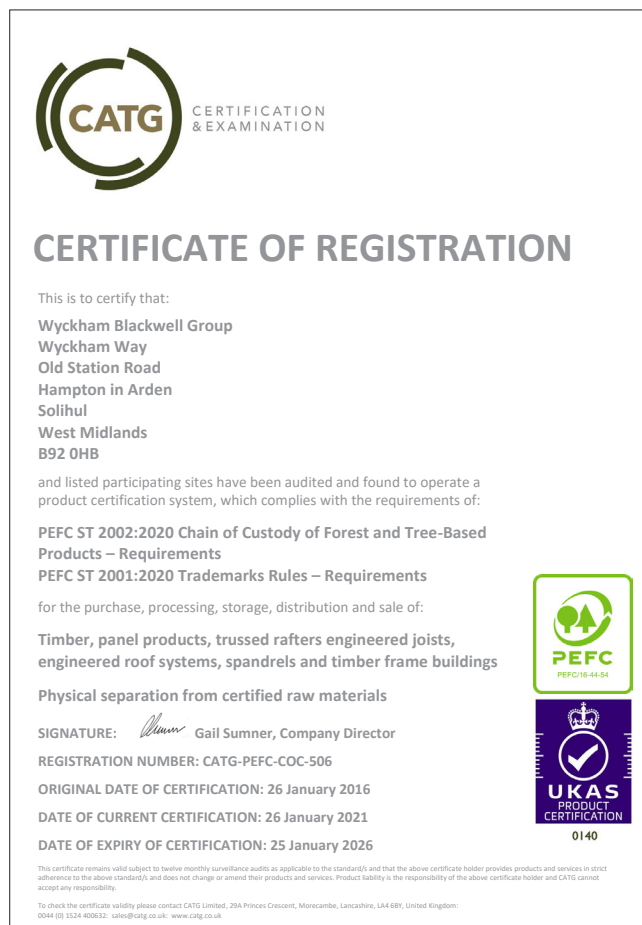 CATG
CERTIFICATION
& EXAMINATION
CERTIFICATE OF REGISTRATION
This is to certify that:
Wyckham Blackwell Group
Wyckham Way
Old Station Road
Hampton in Arden
Solihul
West Midlands
B92 0HB
and listed participating sites have been audited and found to operate a
product certification system, which complies with the requirements of:
PEFC ST 2002:2020 Chain of Custody of Forest and Tree-Based
Products – Requirements
PEFC ST 2001:2020 Trademarks Rules – Requirements
for the purchase, processing, storage, distribution and sale of:
Timber, panel products, trussed rafters engineered joists,
engineered roof systems, spandrels and timber frame buildings
Physical separation from certified raw materials
SIGNATURE: Gail Sumner, Company Director
REGISTRATION NUMBER: CATG-PEFC-COC-506
ORIGINAL DATE OF CERTIFICATION: 26 January 2016
DATE OF CURRENT CERTIFICATION: 26 January 2021
DATE OF EXPIRY OF CERTIFICATION: 25 January 2026
PEFC
PEFC/16-44-54
UKAS
PRODUCT
CERTIFICATION
0140
This certificate remains valid subject to twelve monthly surveillance audits as applicable to the standard/s and that the above certificate holder provides products and services in strict
adherence to the above standard/s and does not change or amend their products and services. Product liability is the responsibility of the above certificate holder and CATG cannot
accept any responsibility.
To check the certificate validity please contact CATG Limited, 29A Princes Crescent, Morecambe, Lancashire, LA4 6BY, United Kingdom:
0044 (0) 1524 400632: sales@catg.co.uk: www.catg.co.uk